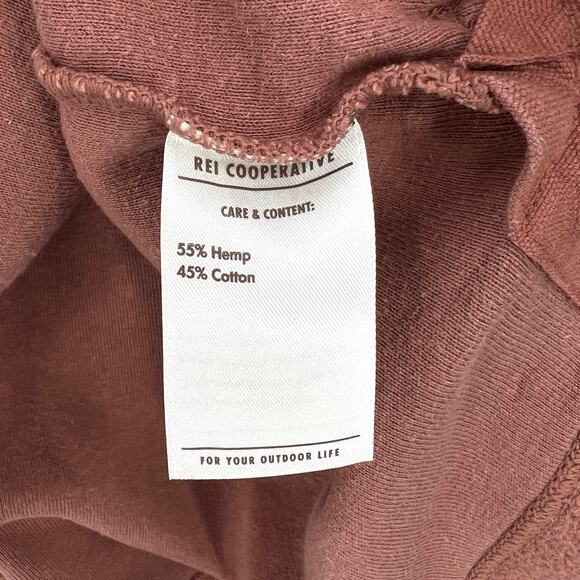 REI COOPERATIVE
CARE & CONTENT:
55% Hemp
45% Cotton
FOR YOUR OUTDOOR LIFE